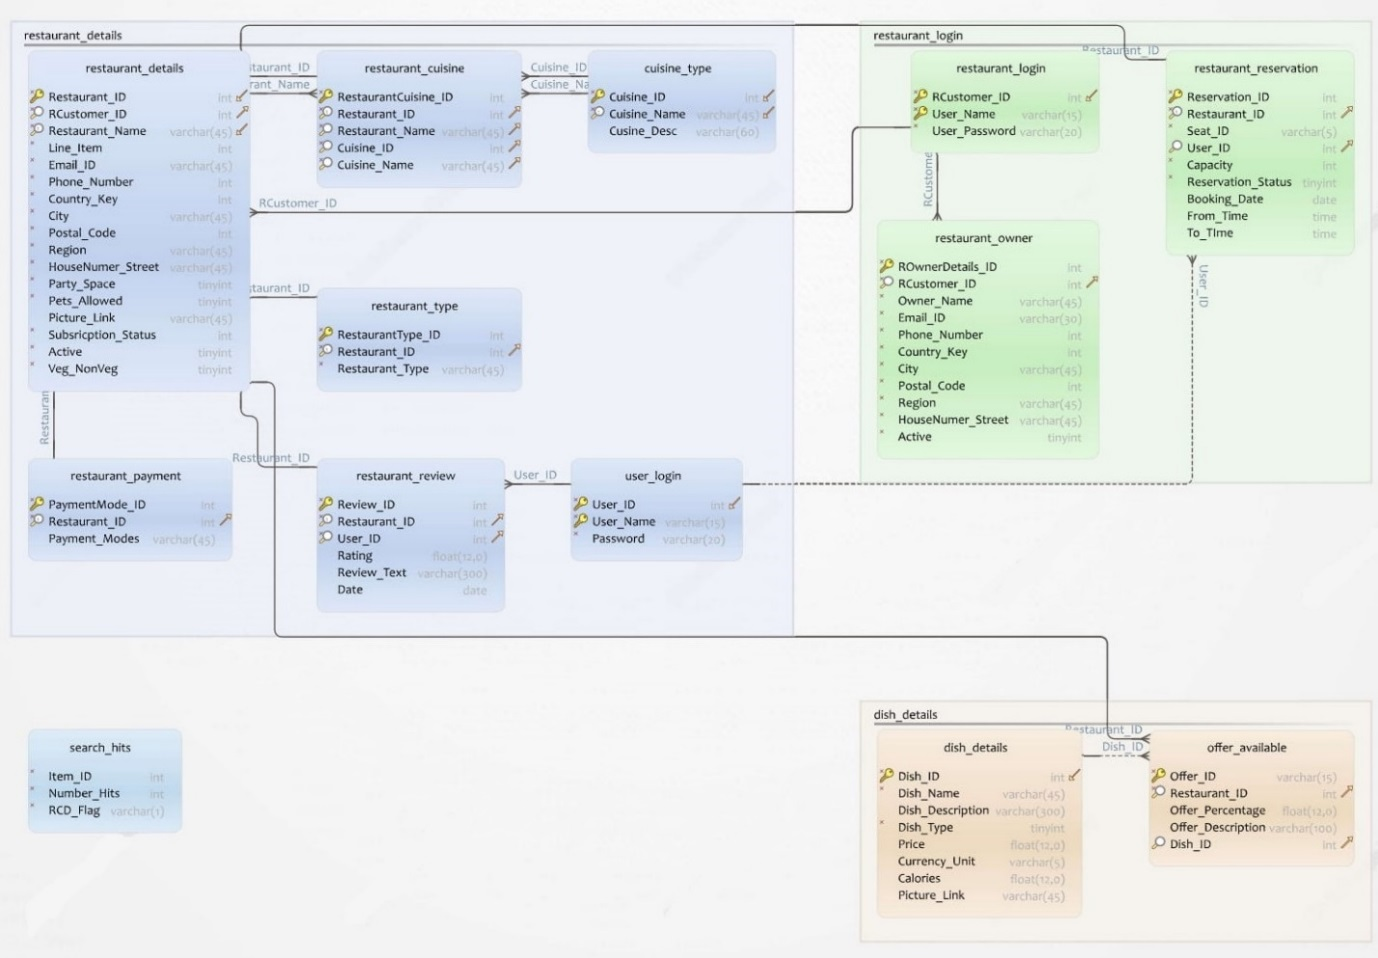 restaurant_details
restaurant_login
restaurant_details
Restaurant_ID int
RCustomer_ID int
Restaurant_Name varchar(45)
Line_Item int
Email_ID varchar(45)
Phone_Number int
Country_Key int
City varchar(45)
Postal_Code int
Region varchar(45)
HouseNumer_Street varchar(45)
Party_Space tinyint
Pets_Allowed tinyint
Picture_Link varchar(45)
Subsricption_Status int
Active tinyint
Veg_NonVeg tinyint
taurant_ID
rant_Name
restaurant_cuisine
RestaurantCuisine_ID int
Restaurant_ID int
Restaurant_Name varchar(45)
Cuisine_ID int
Cuisine_Name varchar(45)
Cuisine_ID
Cuisine_Na
cuisine_type
Cuisine_ID int
Cuisine_Name varchar(45)
Cusine_Desc varchar(60)
RCustomer_ID
taurant_ID
restaurant_type
RestaurantType_ID int
Restaurant_ID int
Restaurant_Type varchar(45)
Restauran
restaurant_payment
PaymentMode_ID int
Restaurant_ID int
Payment_Modes varchar(45)
Restaurant_ID
restaurant_review
Review_ID int
Restaurant_ID int
User_ID int
Rating float(12,0)
Review_Text varchar(300)
Date date
User_ID
user_login
User_ID int
User_Name varchar(15)
Password varchar(20)
restaurant_login
RCustomer_ID int
User_Name varchar(15)
User_Password varchar(20)
RCustome
restaurant_owner
ROwnerDetails_ID int
RCustomer_ID int
Owner_Name varchar(45)
Email_ID varchar(30)
Phone_Number int
Country_Key int
City varchar(45)
Postal_Code int
Region varchar(45)
HouseNumer_Street varchar(45)
Active tinyint
Restaurant_ID
restaurant_reservation
Reservation_ID int
Restaurant_ID int
Seat_ID varchar(5)
User_ID int
Capacity int
Reservation_Status tinyint
Booking_Date date
From_Time time
To_TIme time
User_ID
search_hits
Item_ID int
Number_Hits int
RCD_Flag varchar(1)
dish_details
dish_details
Dish_ID int
Dish_Name varchar(45)
Dish_Description varchar(300)
Dish_Type tinyint
Price float(12,0)
Currency_Unit varchar(5)
Calories float(12,0)
Picture_Link varchar(45)
Restaurant_ID
Dish_ID
offer_available
Offer_ID varchar(15)
Restaurant_ID int
Offer_Percentage float(12,0)
Offer_Description varchar(100)
Dish_ID int